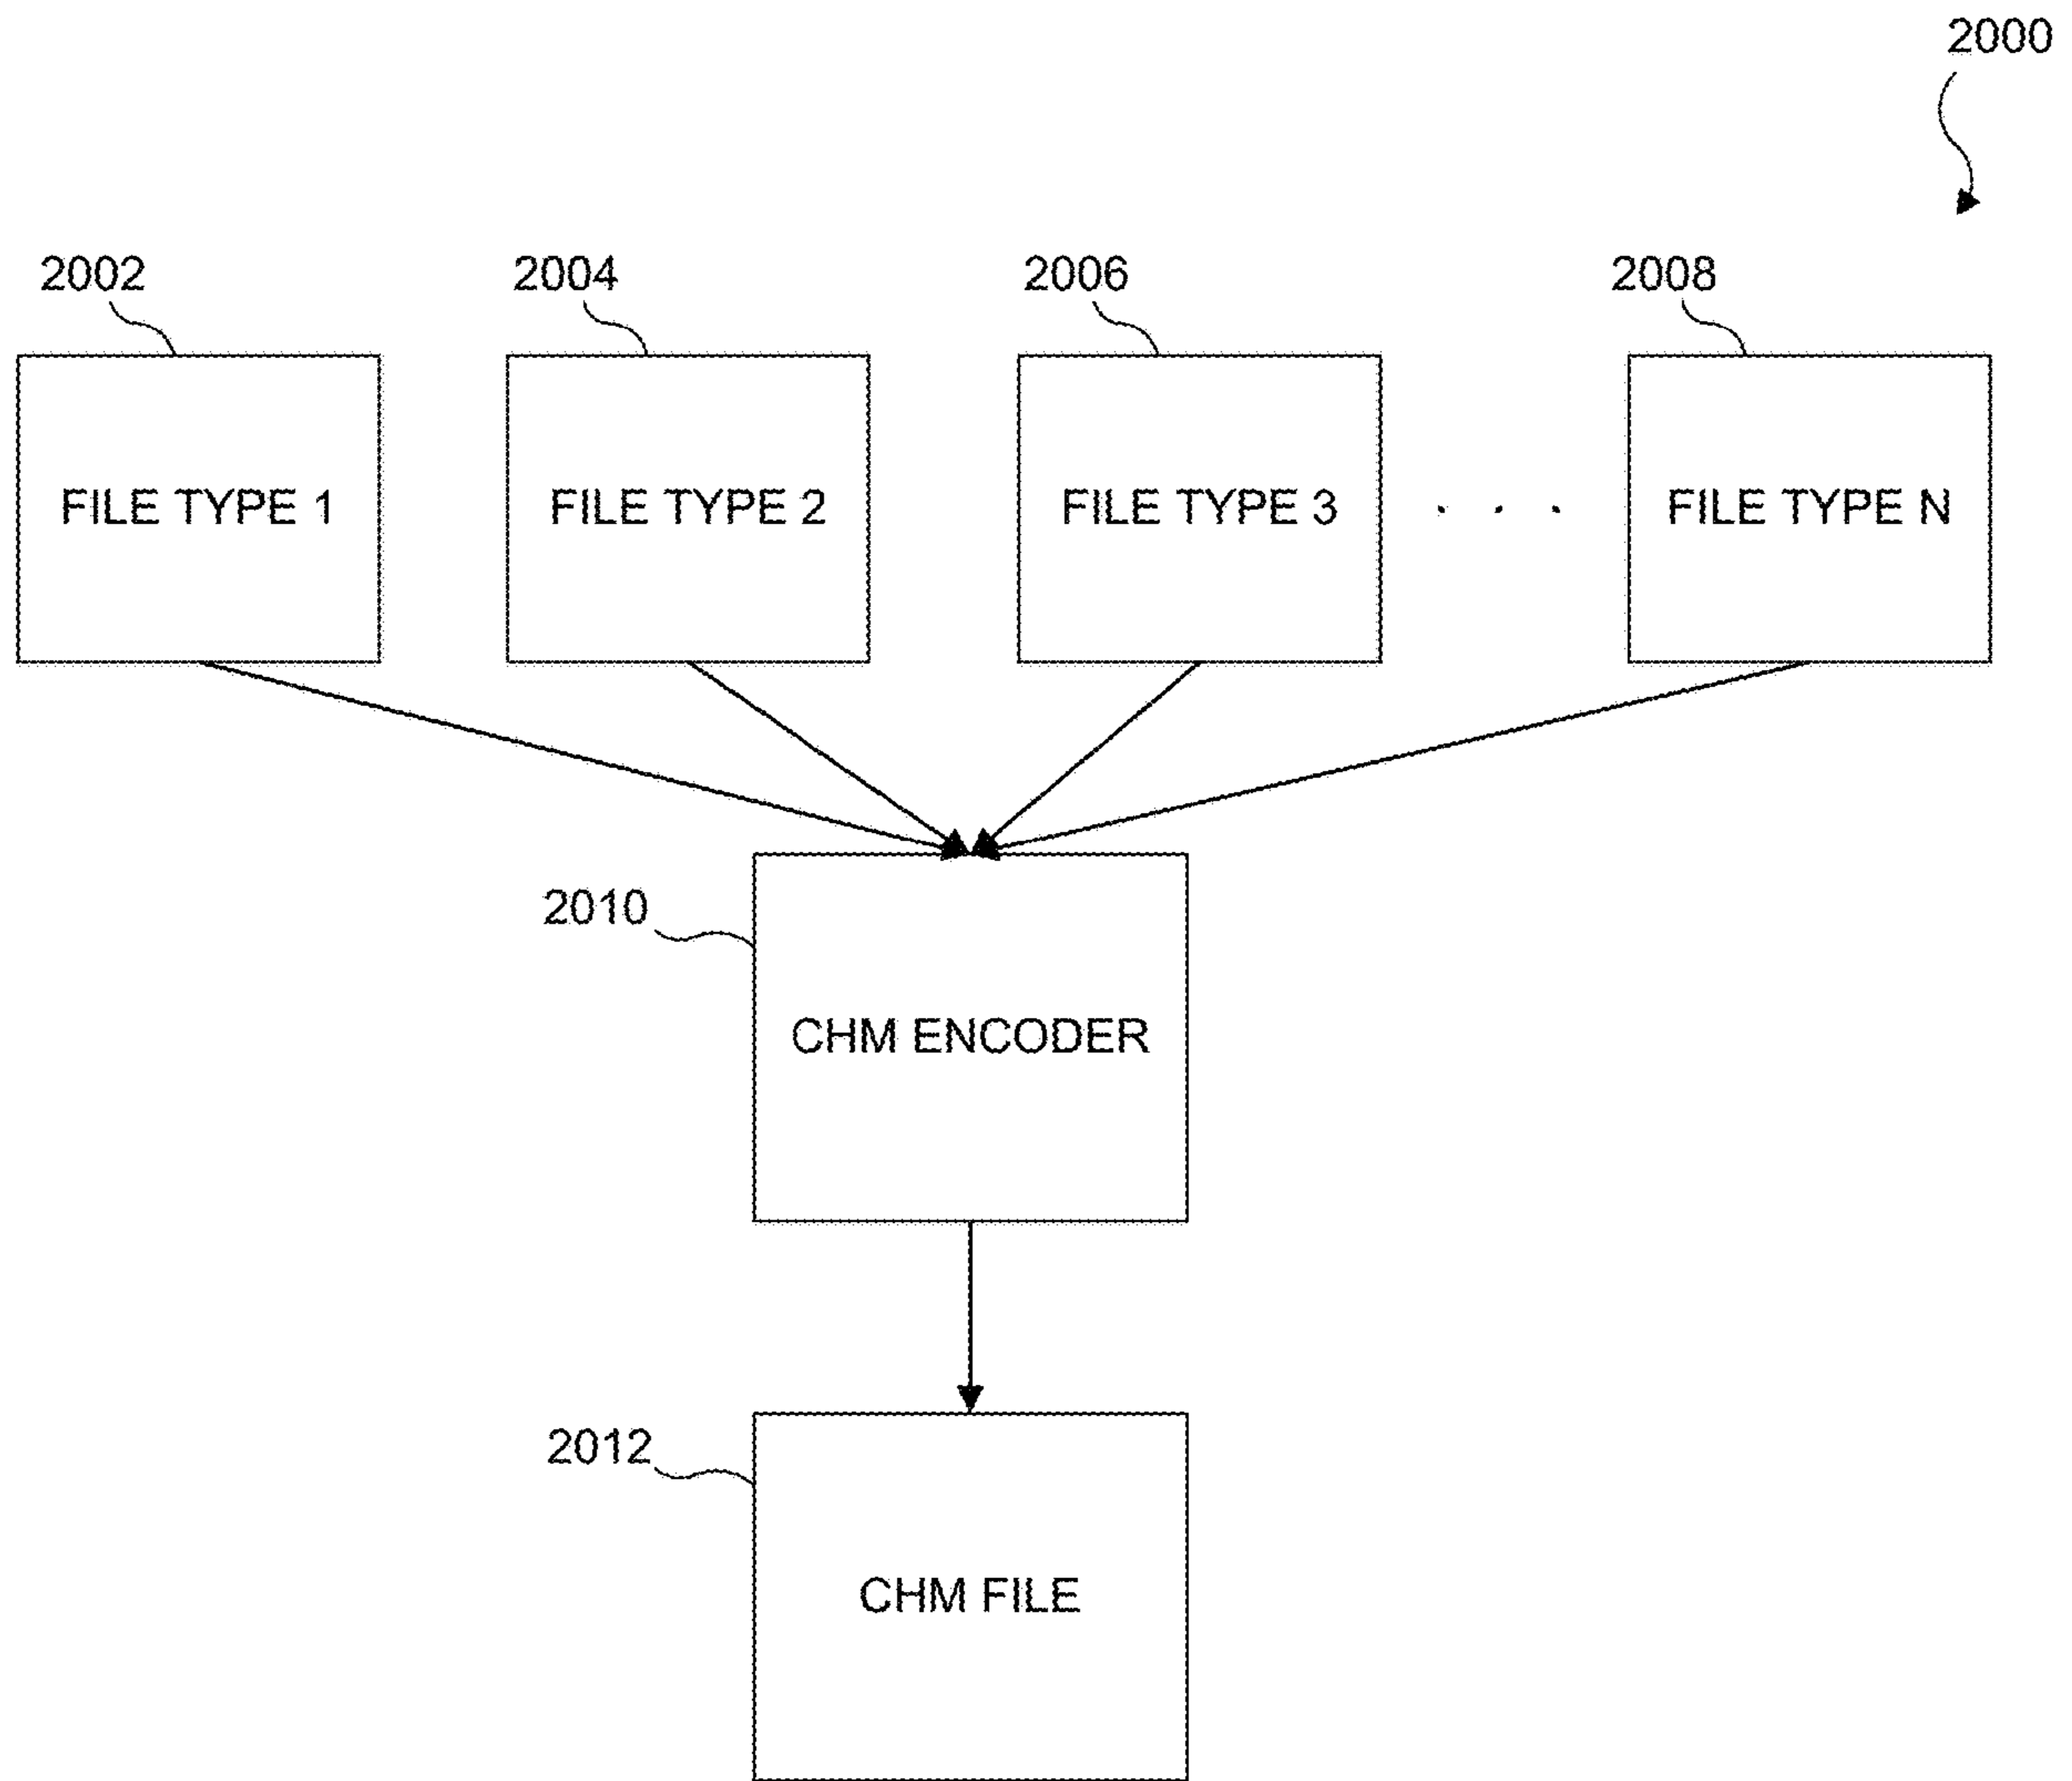 2000
2002
2004
2006
2008
FILE TYPE 1
FILE TYPE 2
FILE TYPE 3
. . .
FILE TYPE N
2010
CHM ENCODER
2012
CHM FILE